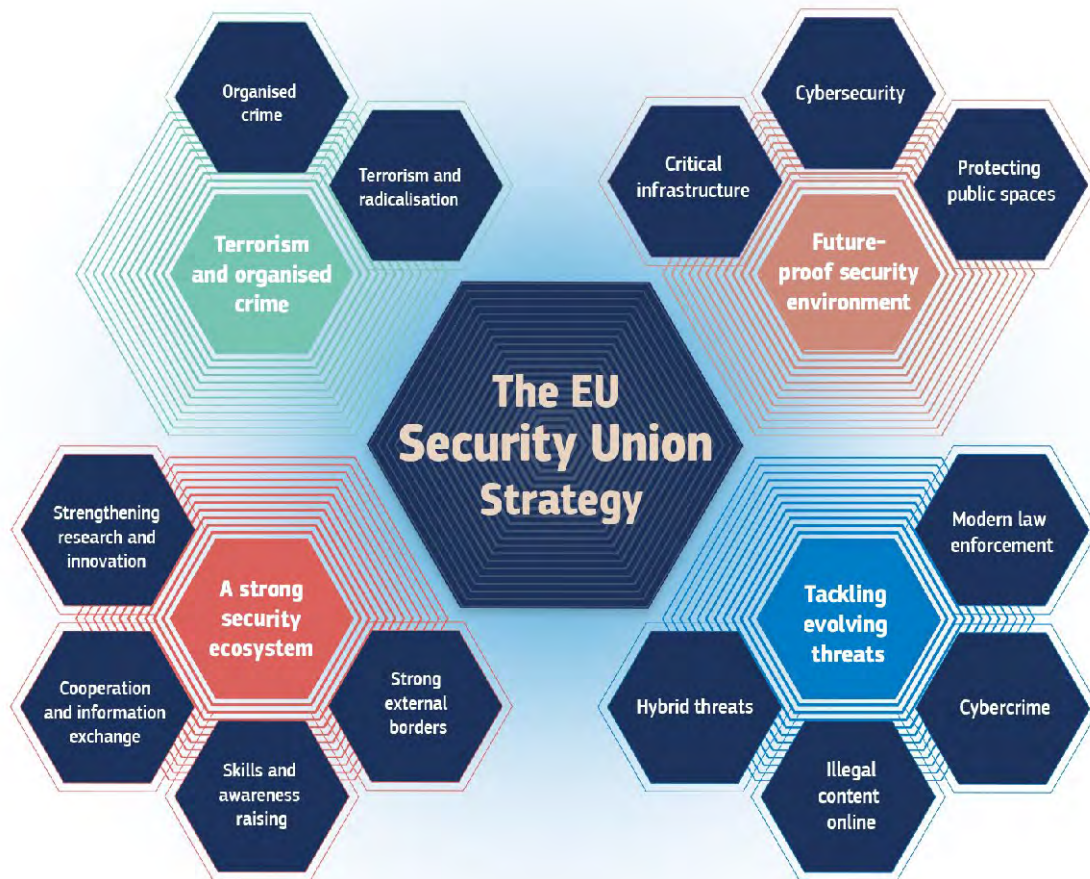 Organised
crime
Terrorism and
radicalisation
Terrorism
and organised
crime
Cybersecurity
Critical
infrastructure
Protecting
public spaces
Future-
proof security
environment
The EU
Security Union
Strategy
Strengthening
research and
innovation
A strong
security
ecosystem
Cooperation
and information
exchange
Skills and
awareness
raising
Strong
external
borders
Modern law
enforcement
Tackling
evolving
threats
Hybrid threats
Cybercrime
Illegal
content
online